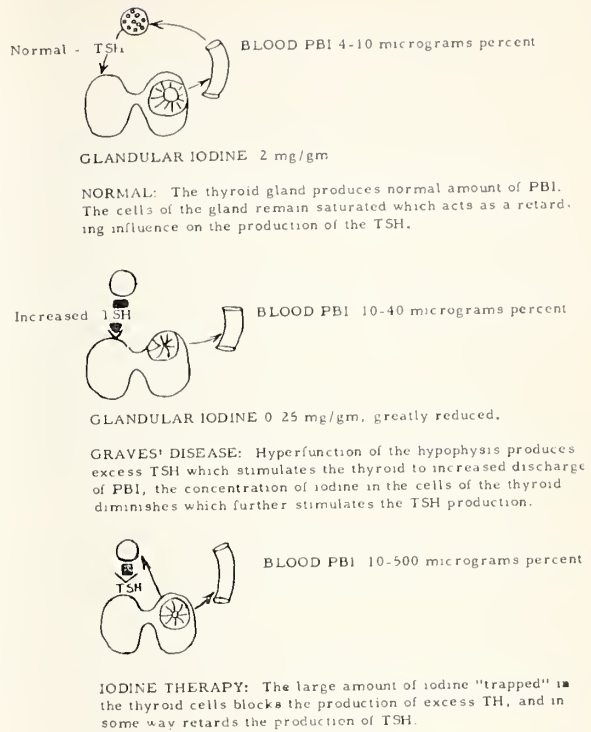 Normal - TSH
BLOOD PBI 4-10 micrograms percent
GLANDULAR IODINE 2 mg/gm
NORMAL: The thyroid gland produces normal amount of PBI.
The cells of the gland remain saturated which acts as a retard-
ing influence on the production of the TSH.
Increased TSH
BLOOD PBI 10-40 micrograms percent
GLANDULAR IODINE 0 25 mg/gm, greatly reduced.
GRAVES' DISEASE: Hyperfunction of the hypophysis produces
excess TSH which stimulates the thyroid to increased discharge
of PBI, the concentration of iodine in the cells of the thyroid
diminishes which further stimulates the TSH production.
TSH
BLOOD PBI 10-500 micrograms percent
IODINE THERAPY: The large amount of iodine "trapped" in
the thyroid cells blocks the production of excess TH, and in
some way retards the production of TSH.